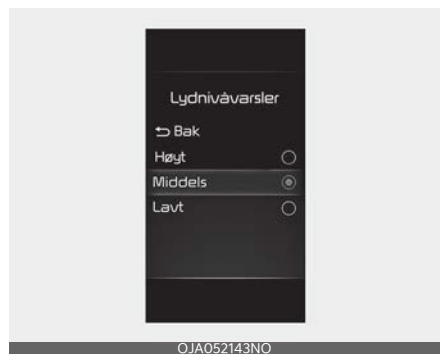 Lydnivåvarsler
Bak
Høyt
Middels
Lavt
OJA052143NO